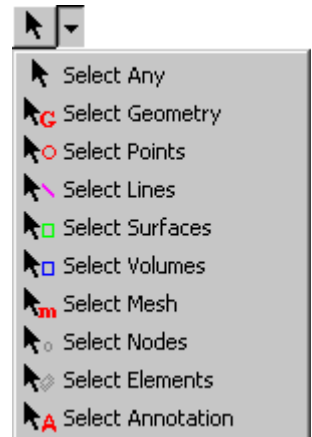 Select Any
G Select Geometry
Select Points
Select Lines
Select Surfaces
Select Volumes
m Select Mesh
Select Nodes
Select Elements
A Select Annotation